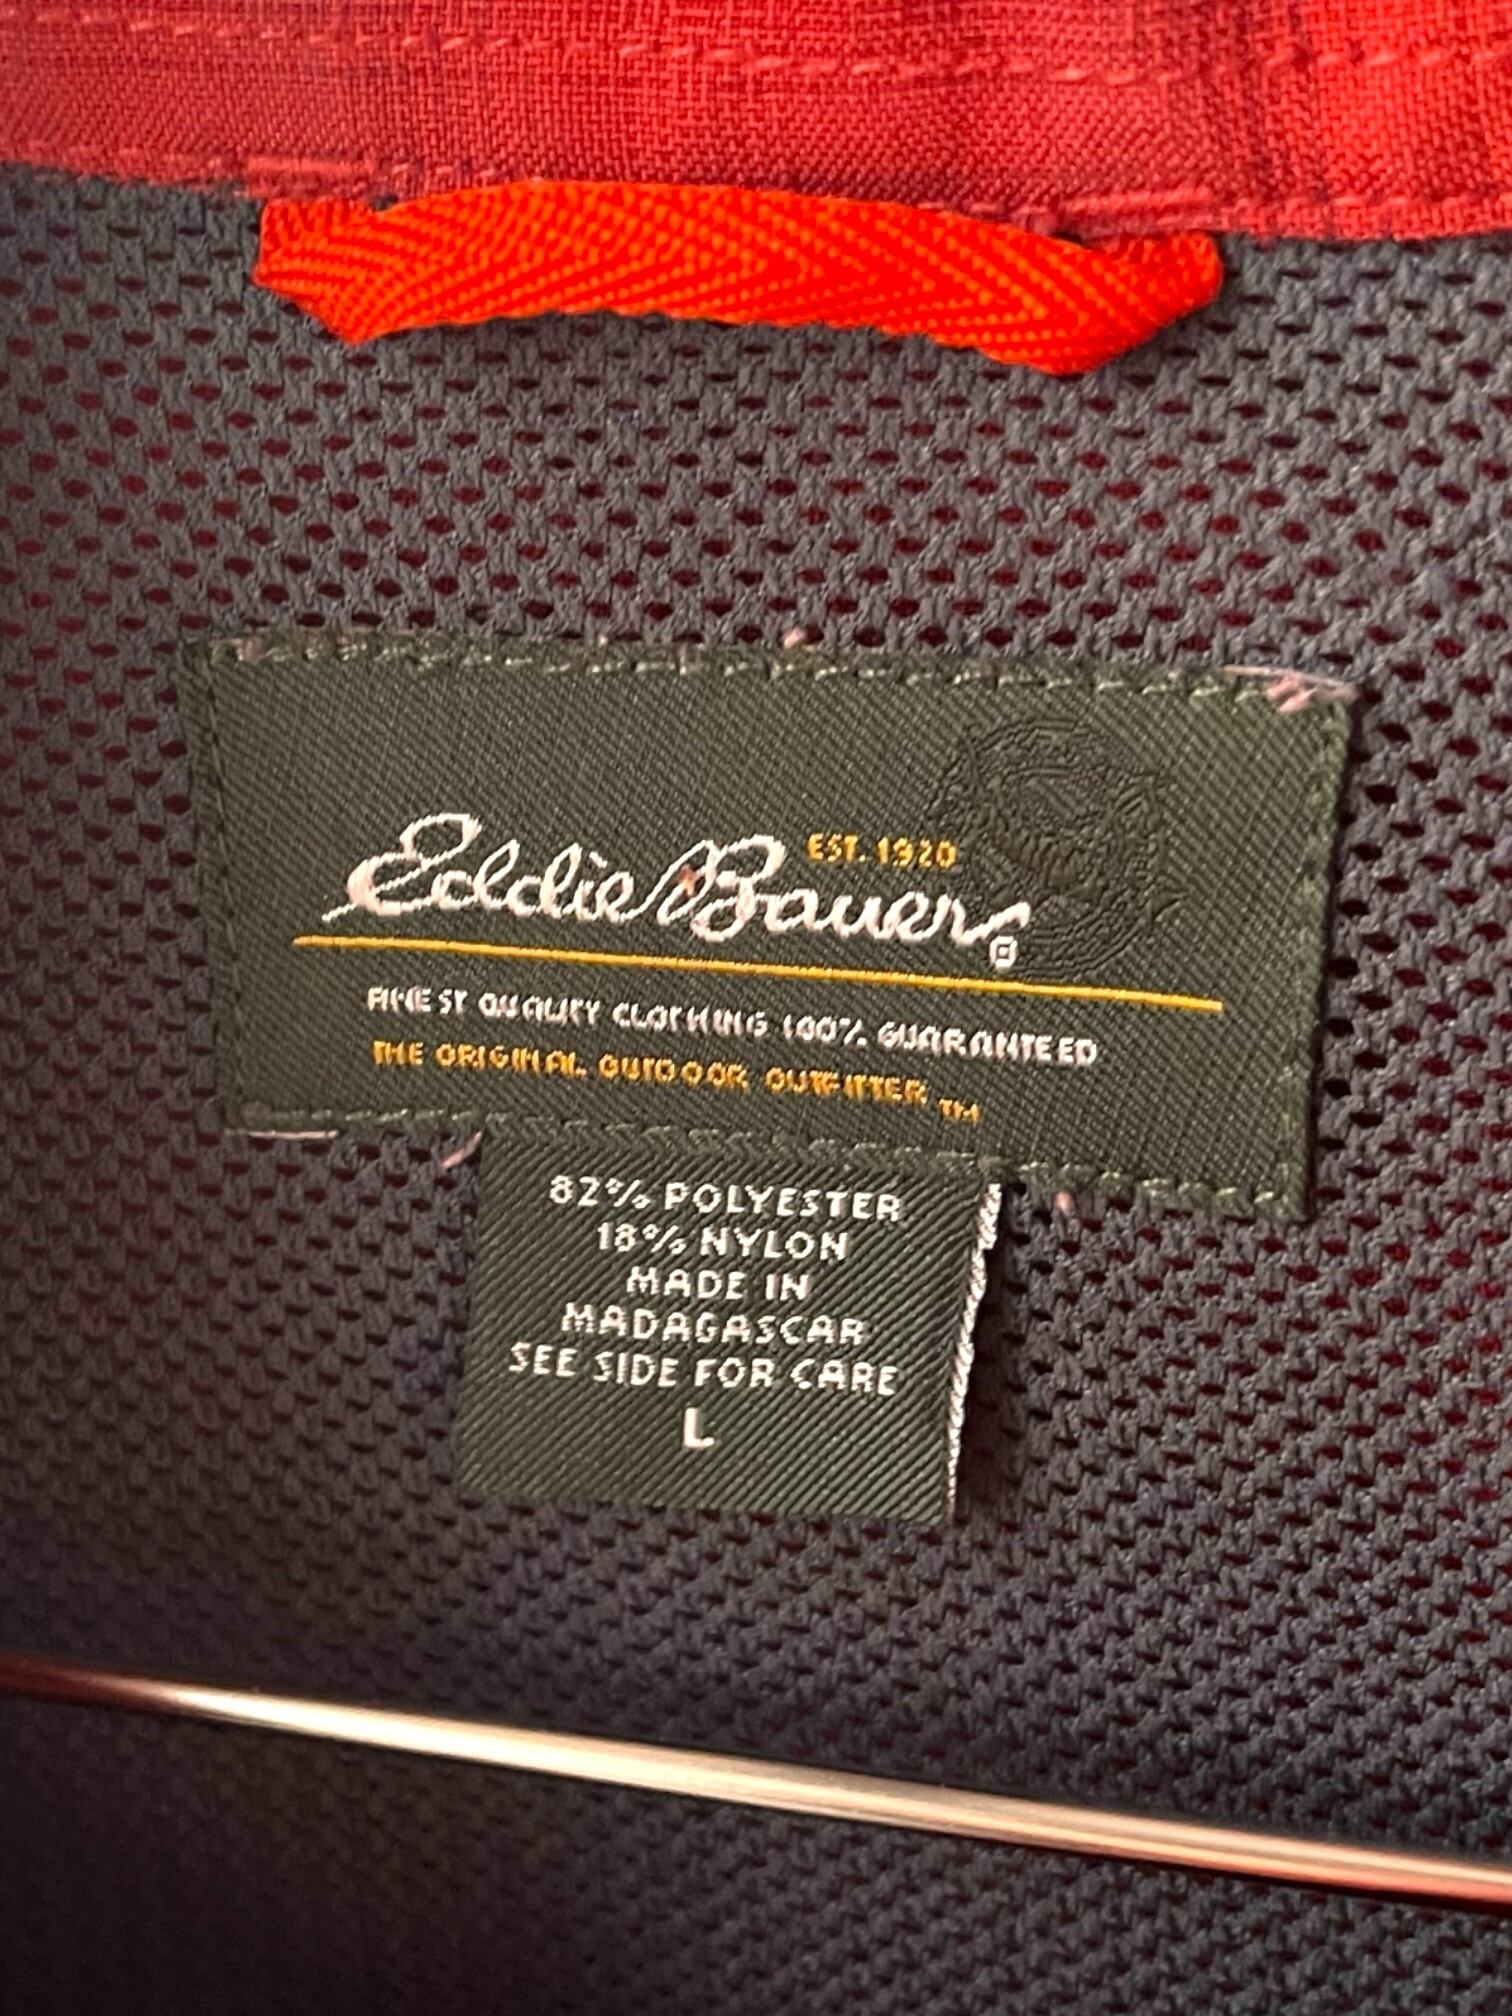 EST. 1920
Eddie Bauer ®
FINEST QUALITY CLOTHING 100% GUARANTEED
THE ORIGINAL OUTDOOR OUTFITTER TM
82% POLYESTER
18% NYLON
MADE IN
MADAGASCAR
SEE SIDE FOR CARE
L